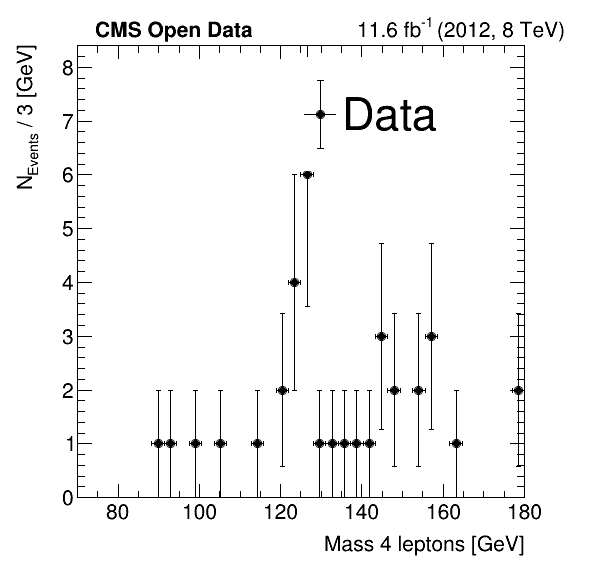 CMS Open Data 11.6 fb⁻¹ (2012, 8 TeV)
N_Events / 3 [GeV]
8
7
6
5
4
3
2
1
0
Data
80 100 120 140 160 180
Mass 4 leptons [GeV]